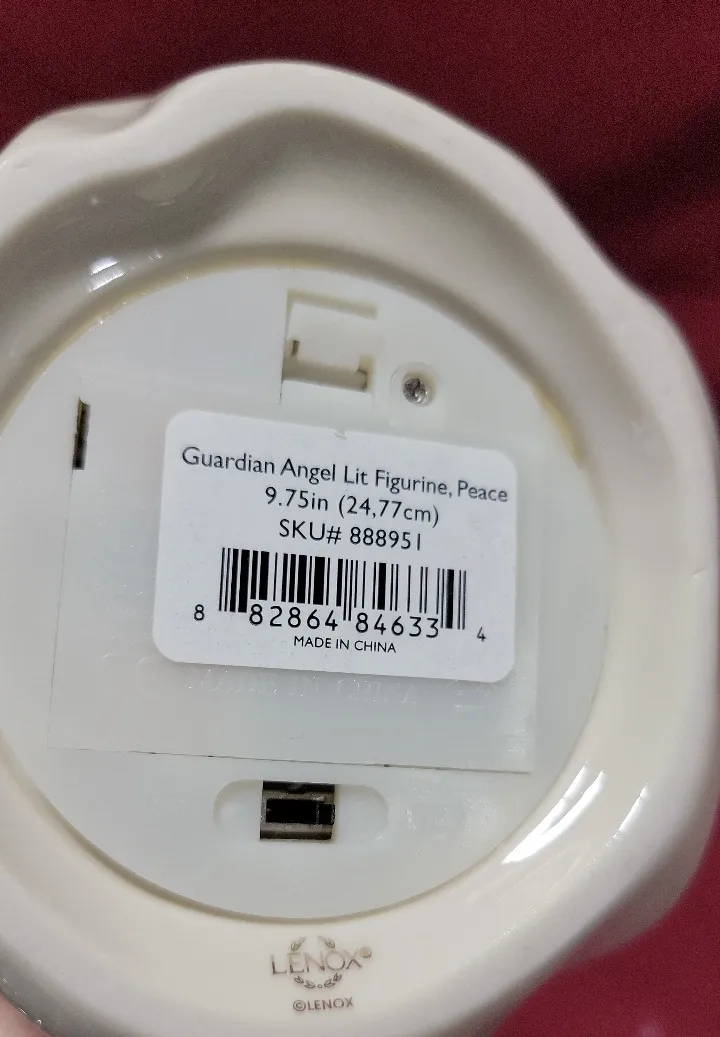 Guardian Angel Lit Figurine, Peace
9.75in (24,77cm)
SKU# 888951
8 82864 84633 4
MADE IN CHINA
LENOX®
©LENOX